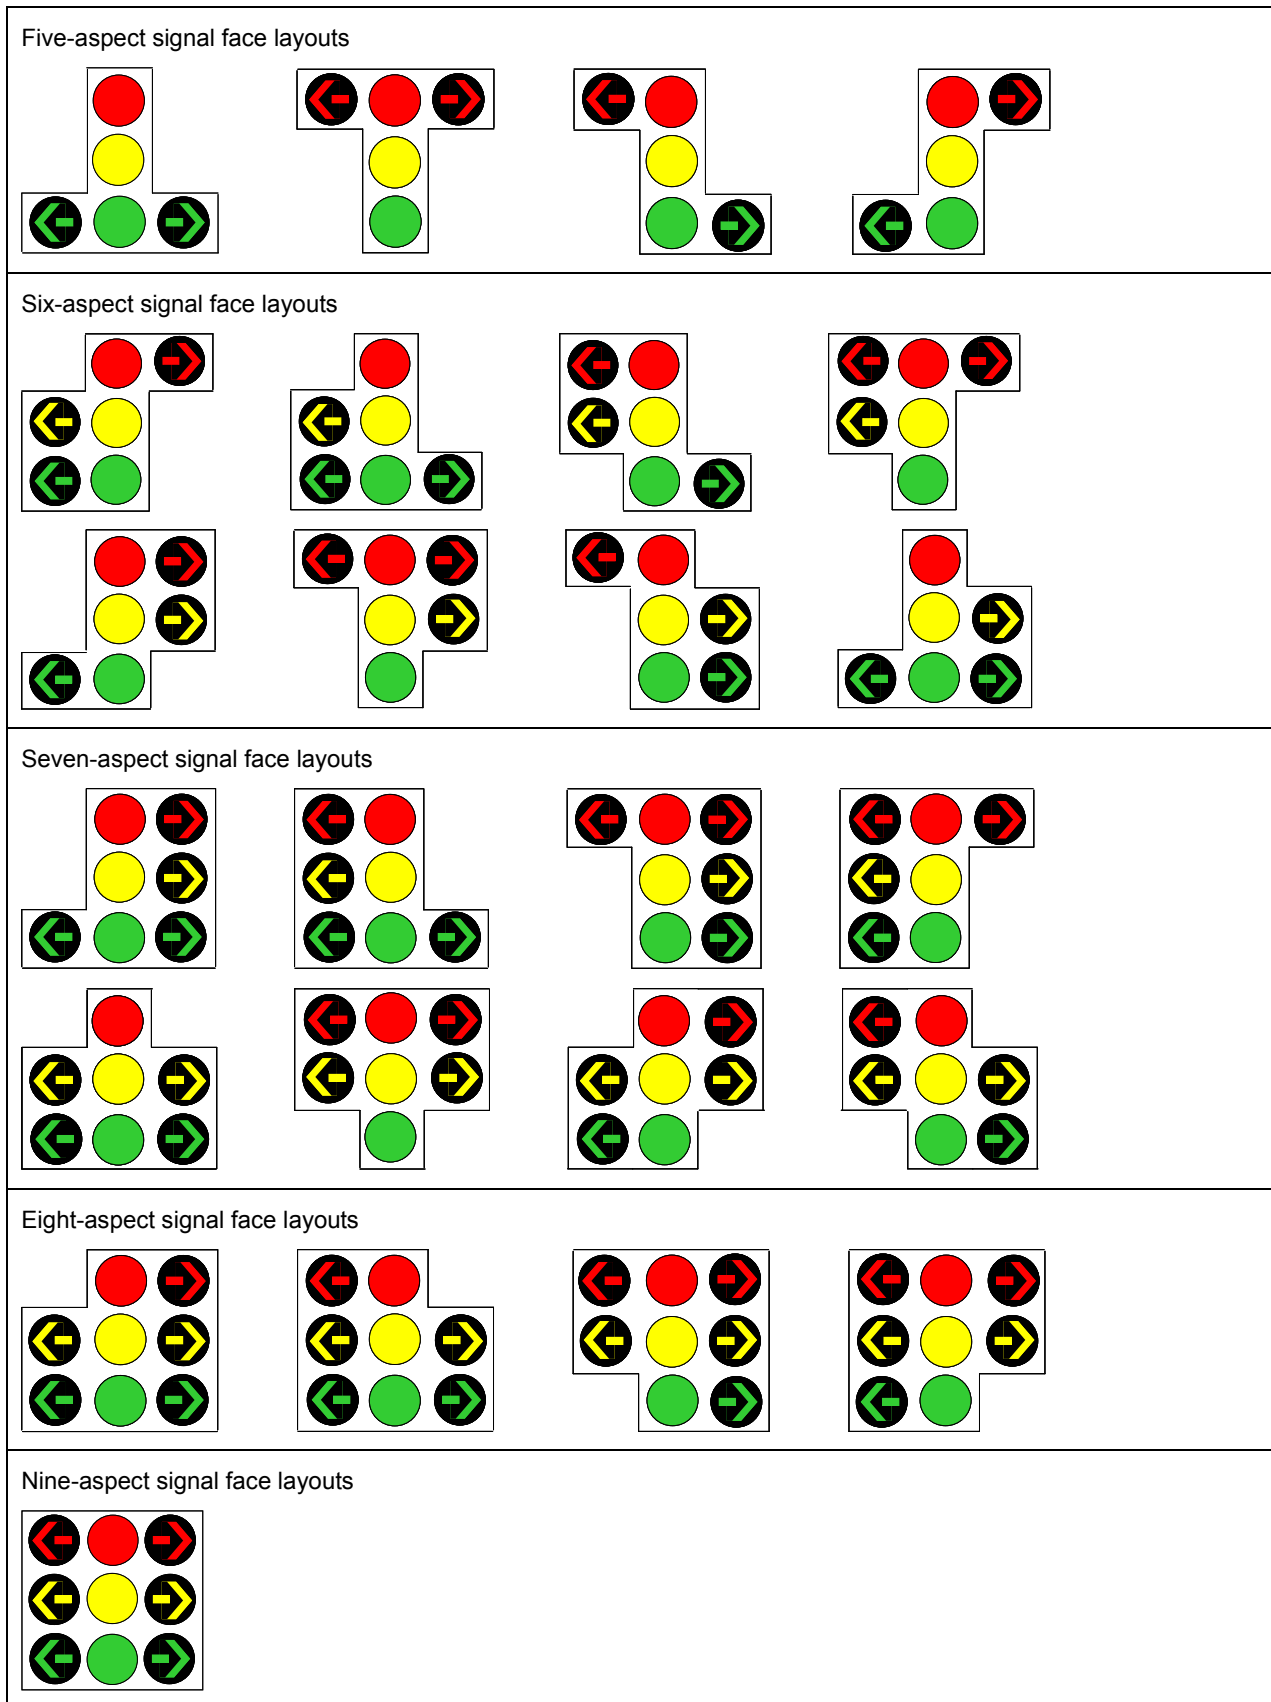 Five-aspect signal face layouts
Six-aspect signal face layouts
Seven-aspect signal face layouts
Eight-aspect signal face layouts
Nine-aspect signal face layouts